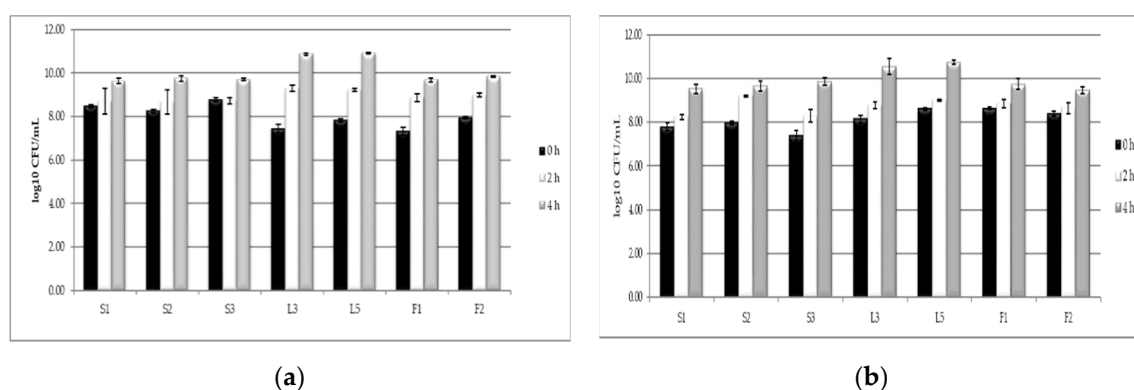 12.00
10.00
8.00
6.00
4.00
2.00
0.00
log10 CFU/mL
S1 S2 S3 L3 L5 F1 F2
0 h
2 h
4 h
(a)
12.00
10.00
8.00
6.00
4.00
2.00
0.00
log10 CFU/mL
S1 S2 S3 L3 L5 F1 F2
0 h
2 h
4 h
(b)